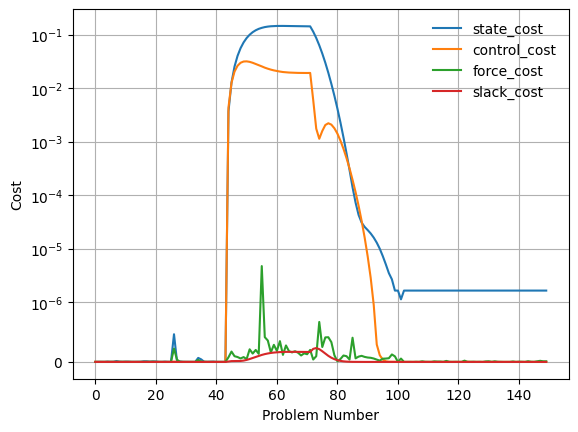 state_cost
control_cost
force_cost
slack_cost
Cost
10⁻¹
10⁻²
10⁻³
10⁻⁴
10⁻⁵
10⁻⁶
0
0 20 40 60 80 100 120 140
Problem Number